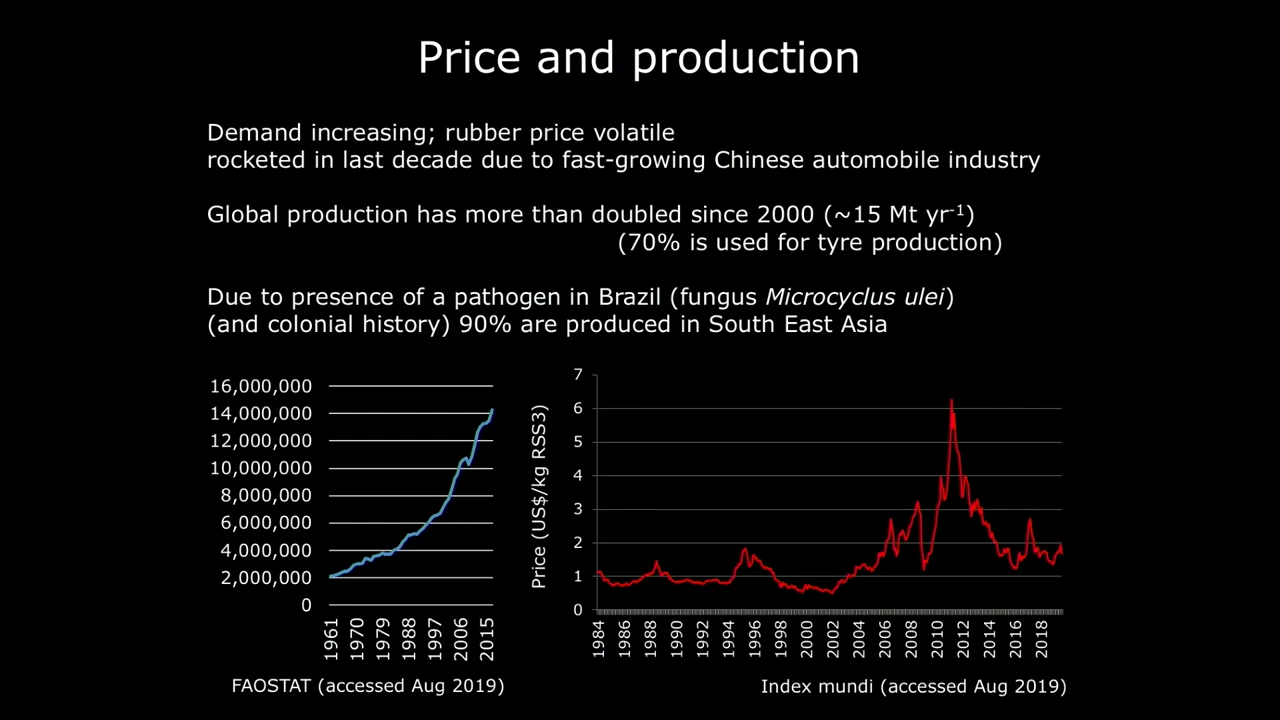 Price and production
Demand increasing; rubber price volatile
rocketed in last decade due to fast-growing Chinese automobile industry
Global production has more than doubled since 2000 (~15 Mt yr-1)
(70% is used for tyre production)
Due to presence of a pathogen in Brazil (fungus Microcyclus ulei)
(and colonial history) 90% are produced in South East Asia
16,000,000
14,000,000
12,000,000
10,000,000
8,000,000
6,000,000
4,000,000
2,000,000
0
1961 1970 1979 1988 1997 2006 2015
FAOSTAT (accessed Aug 2019)
Price (US$/kg RSS3)
7
6
5
4
3
2
1
0
1984 1986 1988 1990 1992 1994 1996 1998 2000 2002 2004 2006 2008 2010 2012 2014 2016 2018
Index mundi (accessed Aug 2019)